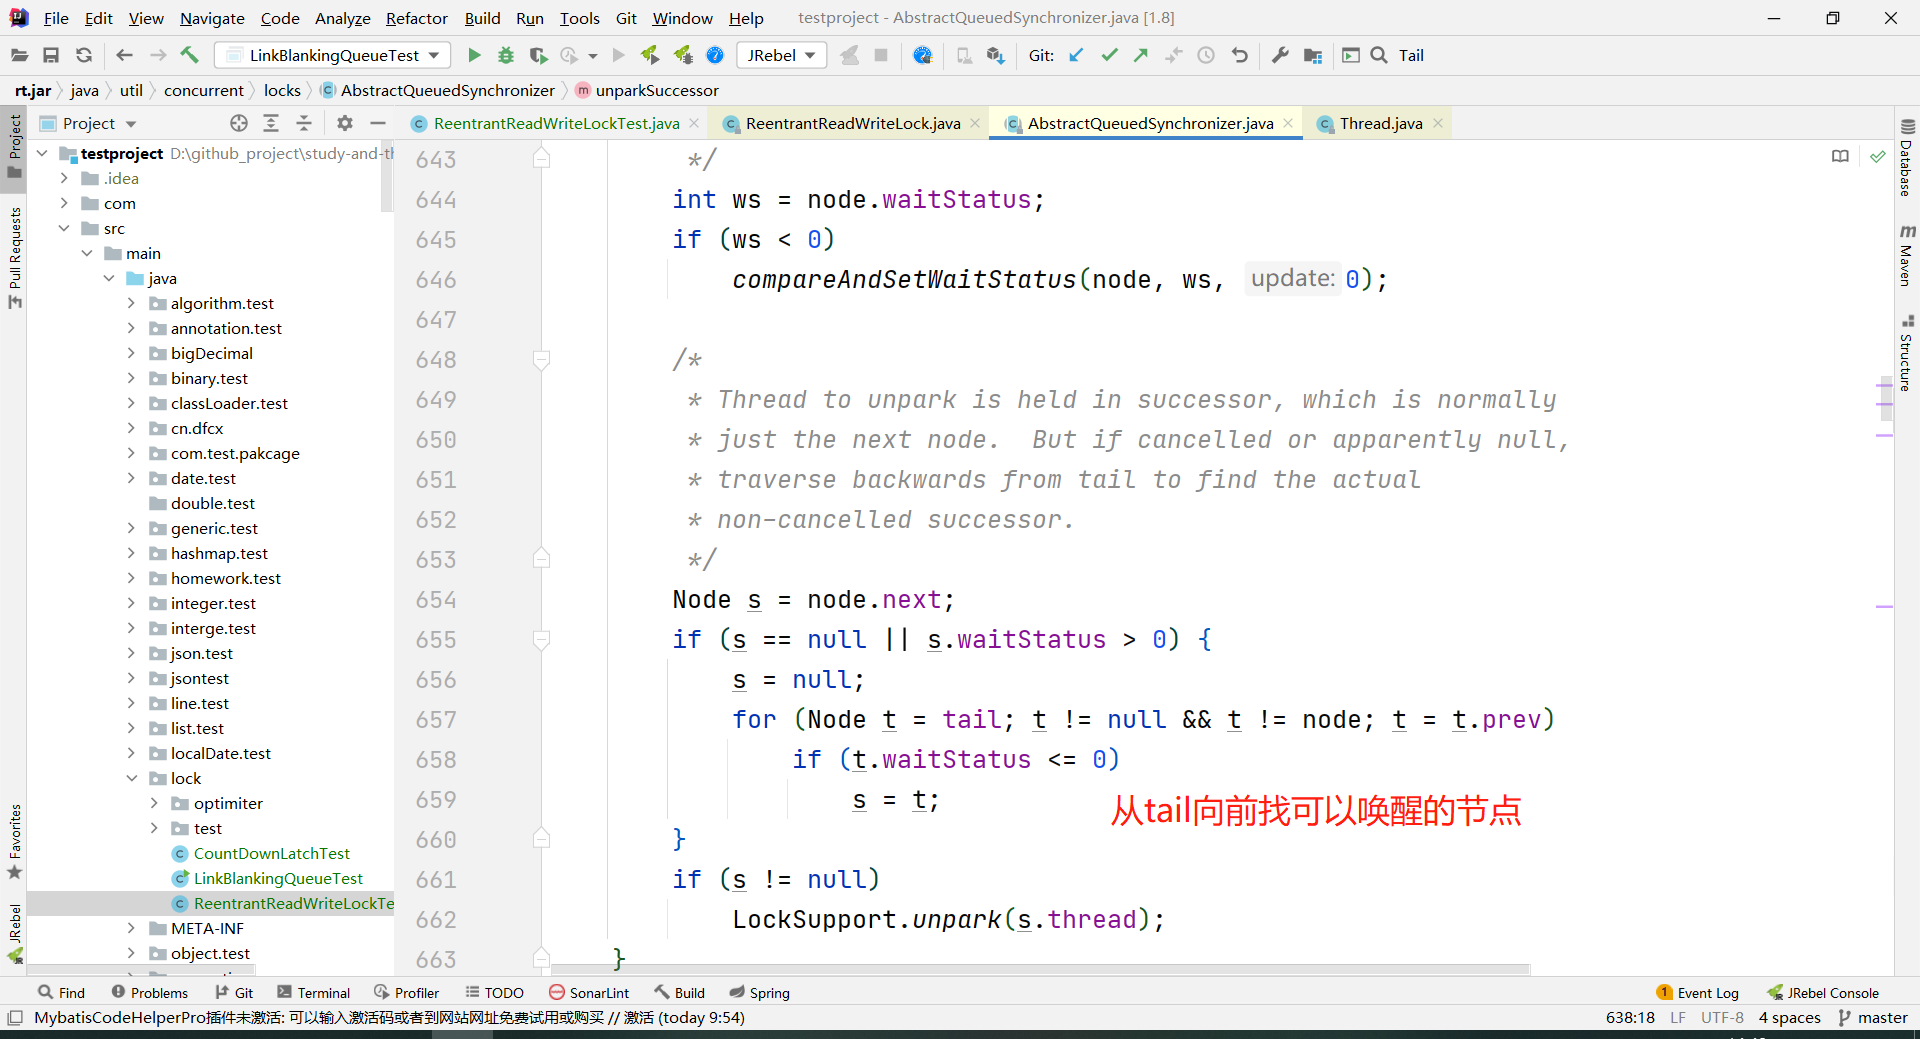 File Edit View Navigate Code Analyze Refactor Build Run Tools Git Window Help testproject - AbstractQueuedSynchronizer.java [1.8]
LinkBlankingQueueTest JRebel Git: Tail
rt.jar java util concurrent locks AbstractQueuedSynchronizer unparkSuccessor
Project
ReentrantReadWriteLockTest.java ReentrantReadWriteLock.java AbstractQueuedSynchronizer.java Thread.java
Project
Pull Requests
Favorites
JRebel
testproject D:\github_project\study-and-th
.idea
com
src
main
java
algorithm.test
annotation.test
bigDecimal
binary.test
classLoader.test
cn.dfcx
com.test.pakcage
date.test
double.test
generic.test
hashmap.test
homework.test
integer.test
interge.test
json.test
jsontest
line.test
list.test
localDate.test
lock
optimiter
test
CountDownLatchTest
LinkBlankingQueueTest
ReentrantReadWriteLockTe
META-INF
object.test
643 */
644 int ws = node.waitStatus;
645 if (ws < 0)
646 compareAndSetWaitStatus(node, ws, update: 0);
647
648 /*
649 * Thread to unpark is held in successor, which is normally
650 * just the next node.  But if cancelled or apparently null,
651 * traverse backwards from tail to find the actual
652 * non-cancelled successor.
653 */
654 Node s = node.next;
655 if (s == null || s.waitStatus > 0) {
656 s = null;
657 for (Node t = tail; t != null && t != node; t = t.prev)
658 if (t.waitStatus <= 0)
659 s = t;
从tail向前找可以唤醒的节点
660 }
661 if (s != null)
662 LockSupport.unpark(s.thread);
663 }
Database
Maven
Structure
Find Problems Git Terminal Profiler TODO SonarLint Build Spring 1 Event Log JRebel Console
MybatisCodeHelperPro插件未激活: 可以输入激活码或者到网站网址免费试用或购买 // 激活 (today 9:54) 638:18 LF UTF-8 4 spaces master